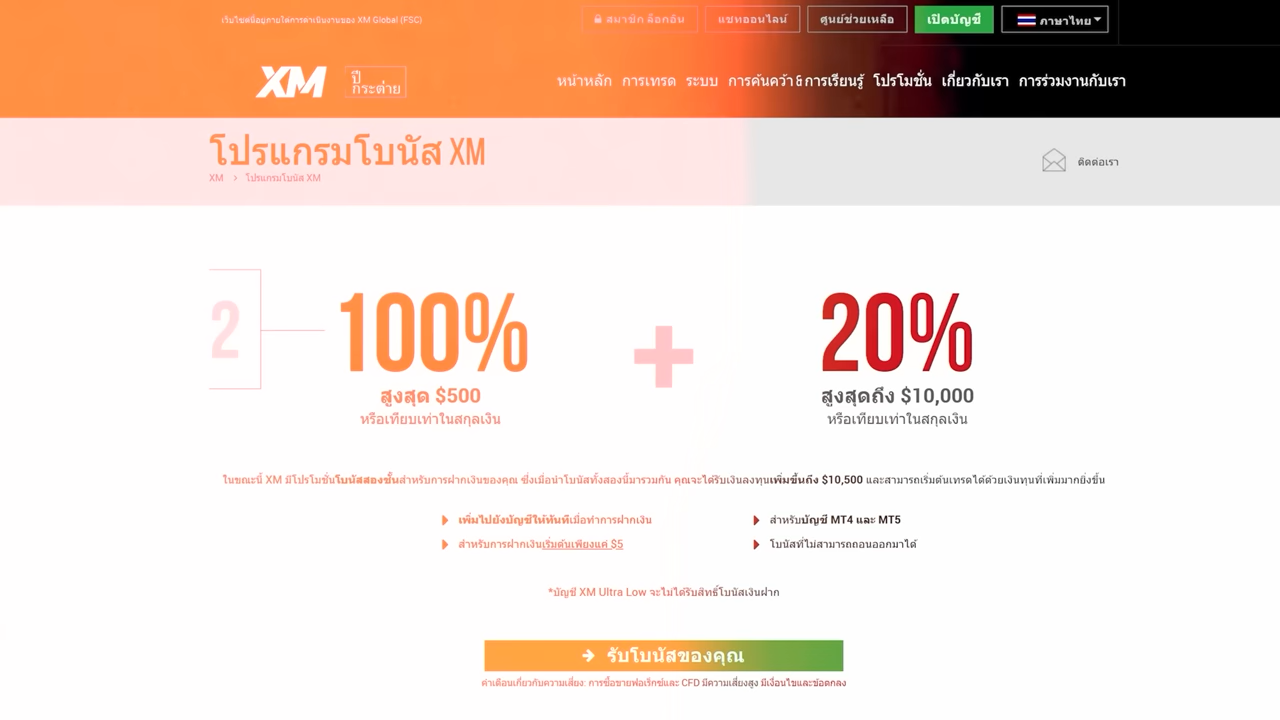 เว็บไซต์นี้อยู่ภายใต้การดำเนินงานของ XM Global (FSC)
สมาชิก ล็อกอิน แชทออนไลน์ ศูนย์ช่วยเหลือ เปิดบัญชี ภาษาไทย
XM ปี
กระต่าย
หน้าหลัก การเทรด ระบบ การค้นคว้า & การเรียนรู้ โปรโมชั่น เกี่ยวกับเรา การร่วมงานกับเรา
โปรแกรมโบนัส XM
XM > โปรแกรมโบนัส XM
ติดต่อเรา
2
100% + 20%
สูงสุด $500
หรือเทียบเท่าในสกุลเงิน
สูงสุดถึง $10,000
หรือเทียบเท่าในสกุลเงิน
ในขณะนี้ XM มีโปรโมชั่นโบนัสสองชั้นสำหรับการฝากเงินของคุณ ซึ่งเมื่อนำโบนัสทั้งสองนี้มารวมกัน คุณจะได้รับเงินลงทุนเพิ่มขึ้นถึง $10,500 และสามารถเริ่มต้นเทรดได้ด้วยเงินทุนที่เพิ่มมากยิ่งขึ้น
เพิ่มไปยังบัญชีให้ทันทีเมื่อทำการฝากเงิน
สำหรับการฝากเงินเริ่มต้นเพียงแค่ $5
สำหรับบัญชี MT4 และ MT5
โบนัสที่ไม่สามารถถอนออกมาได้
*บัญชี XM Ultra Low จะไม่ได้รับสิทธิ์โบนัสเงินฝาก
รับโบนัสของคุณ
คำเตือนเกี่ยวกับความเสี่ยง: การซื้อขายฟอเร็กซ์และ CFD มีความเสี่ยงสูง มีเงื่อนไขและข้อตกลง